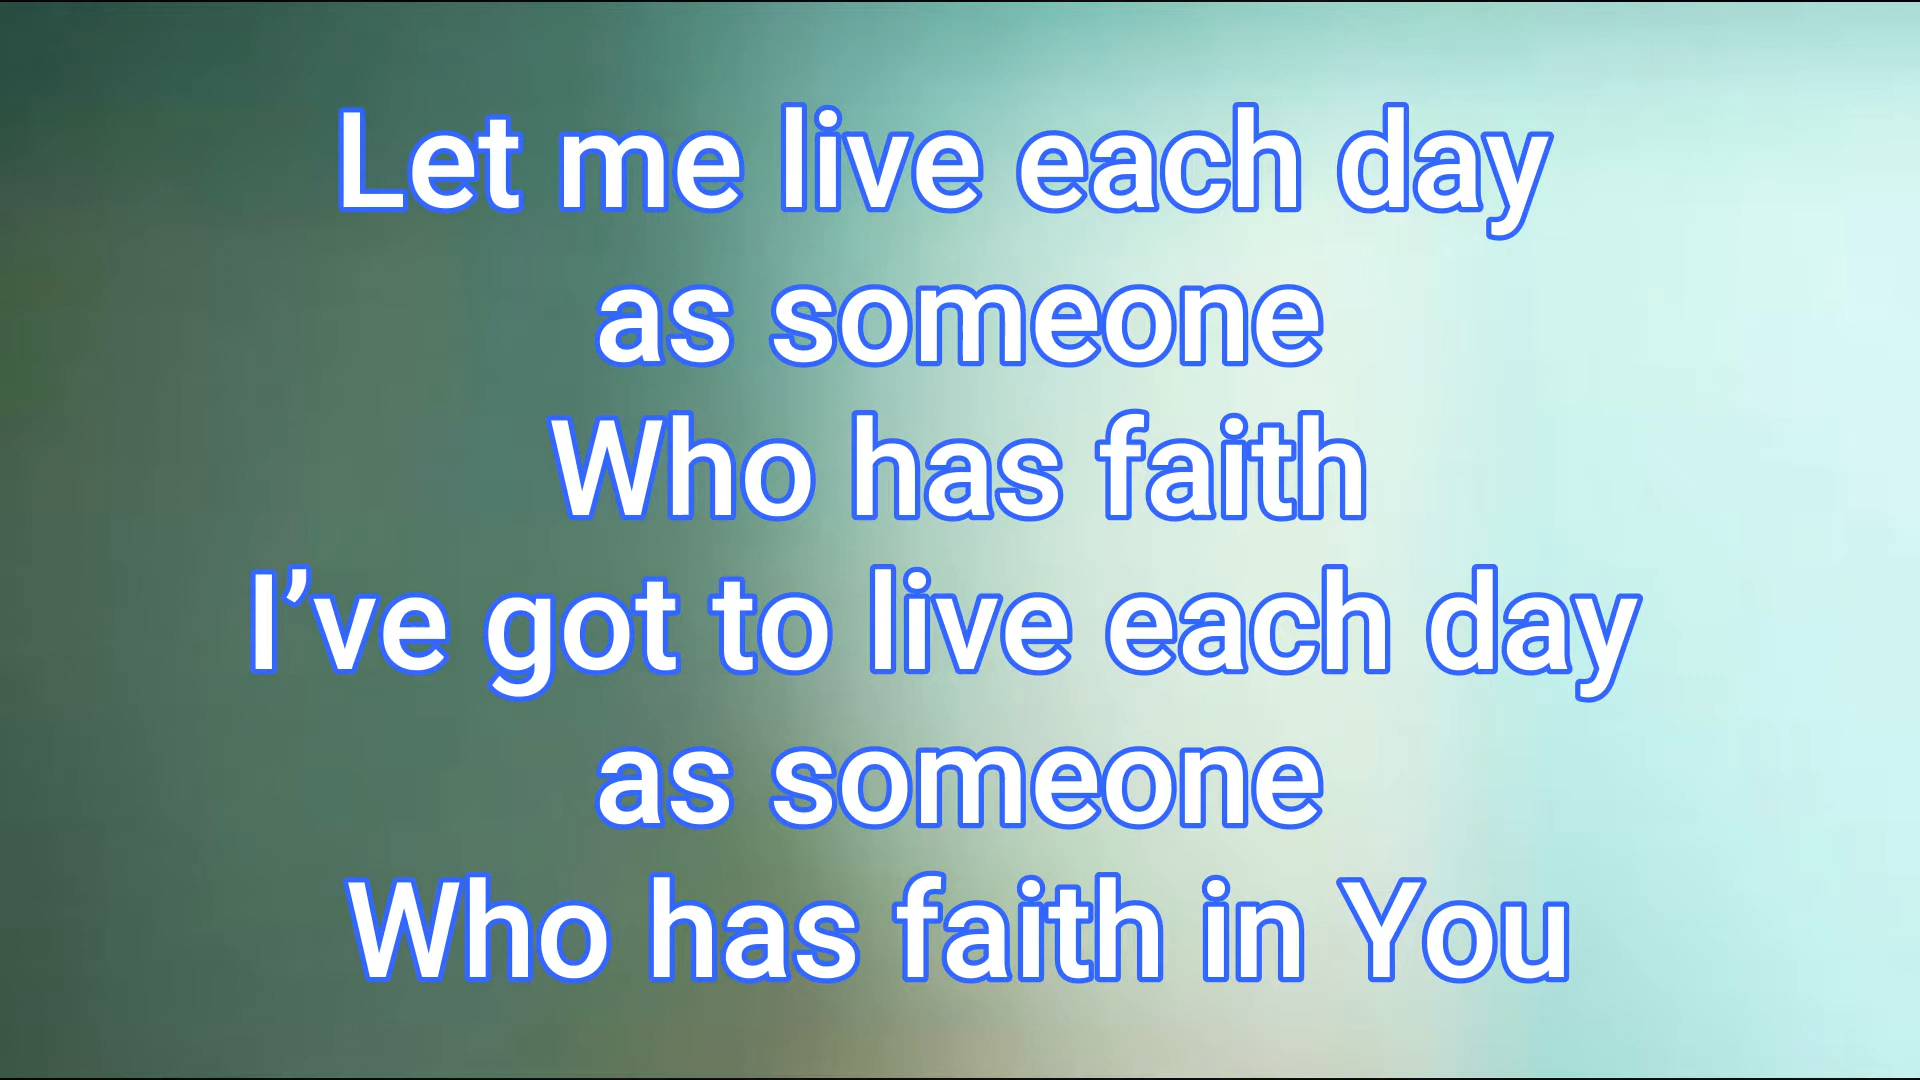 Let me live each day
as someone
Who has faith
I’ve got to live each day
as someone
Who has faith in You